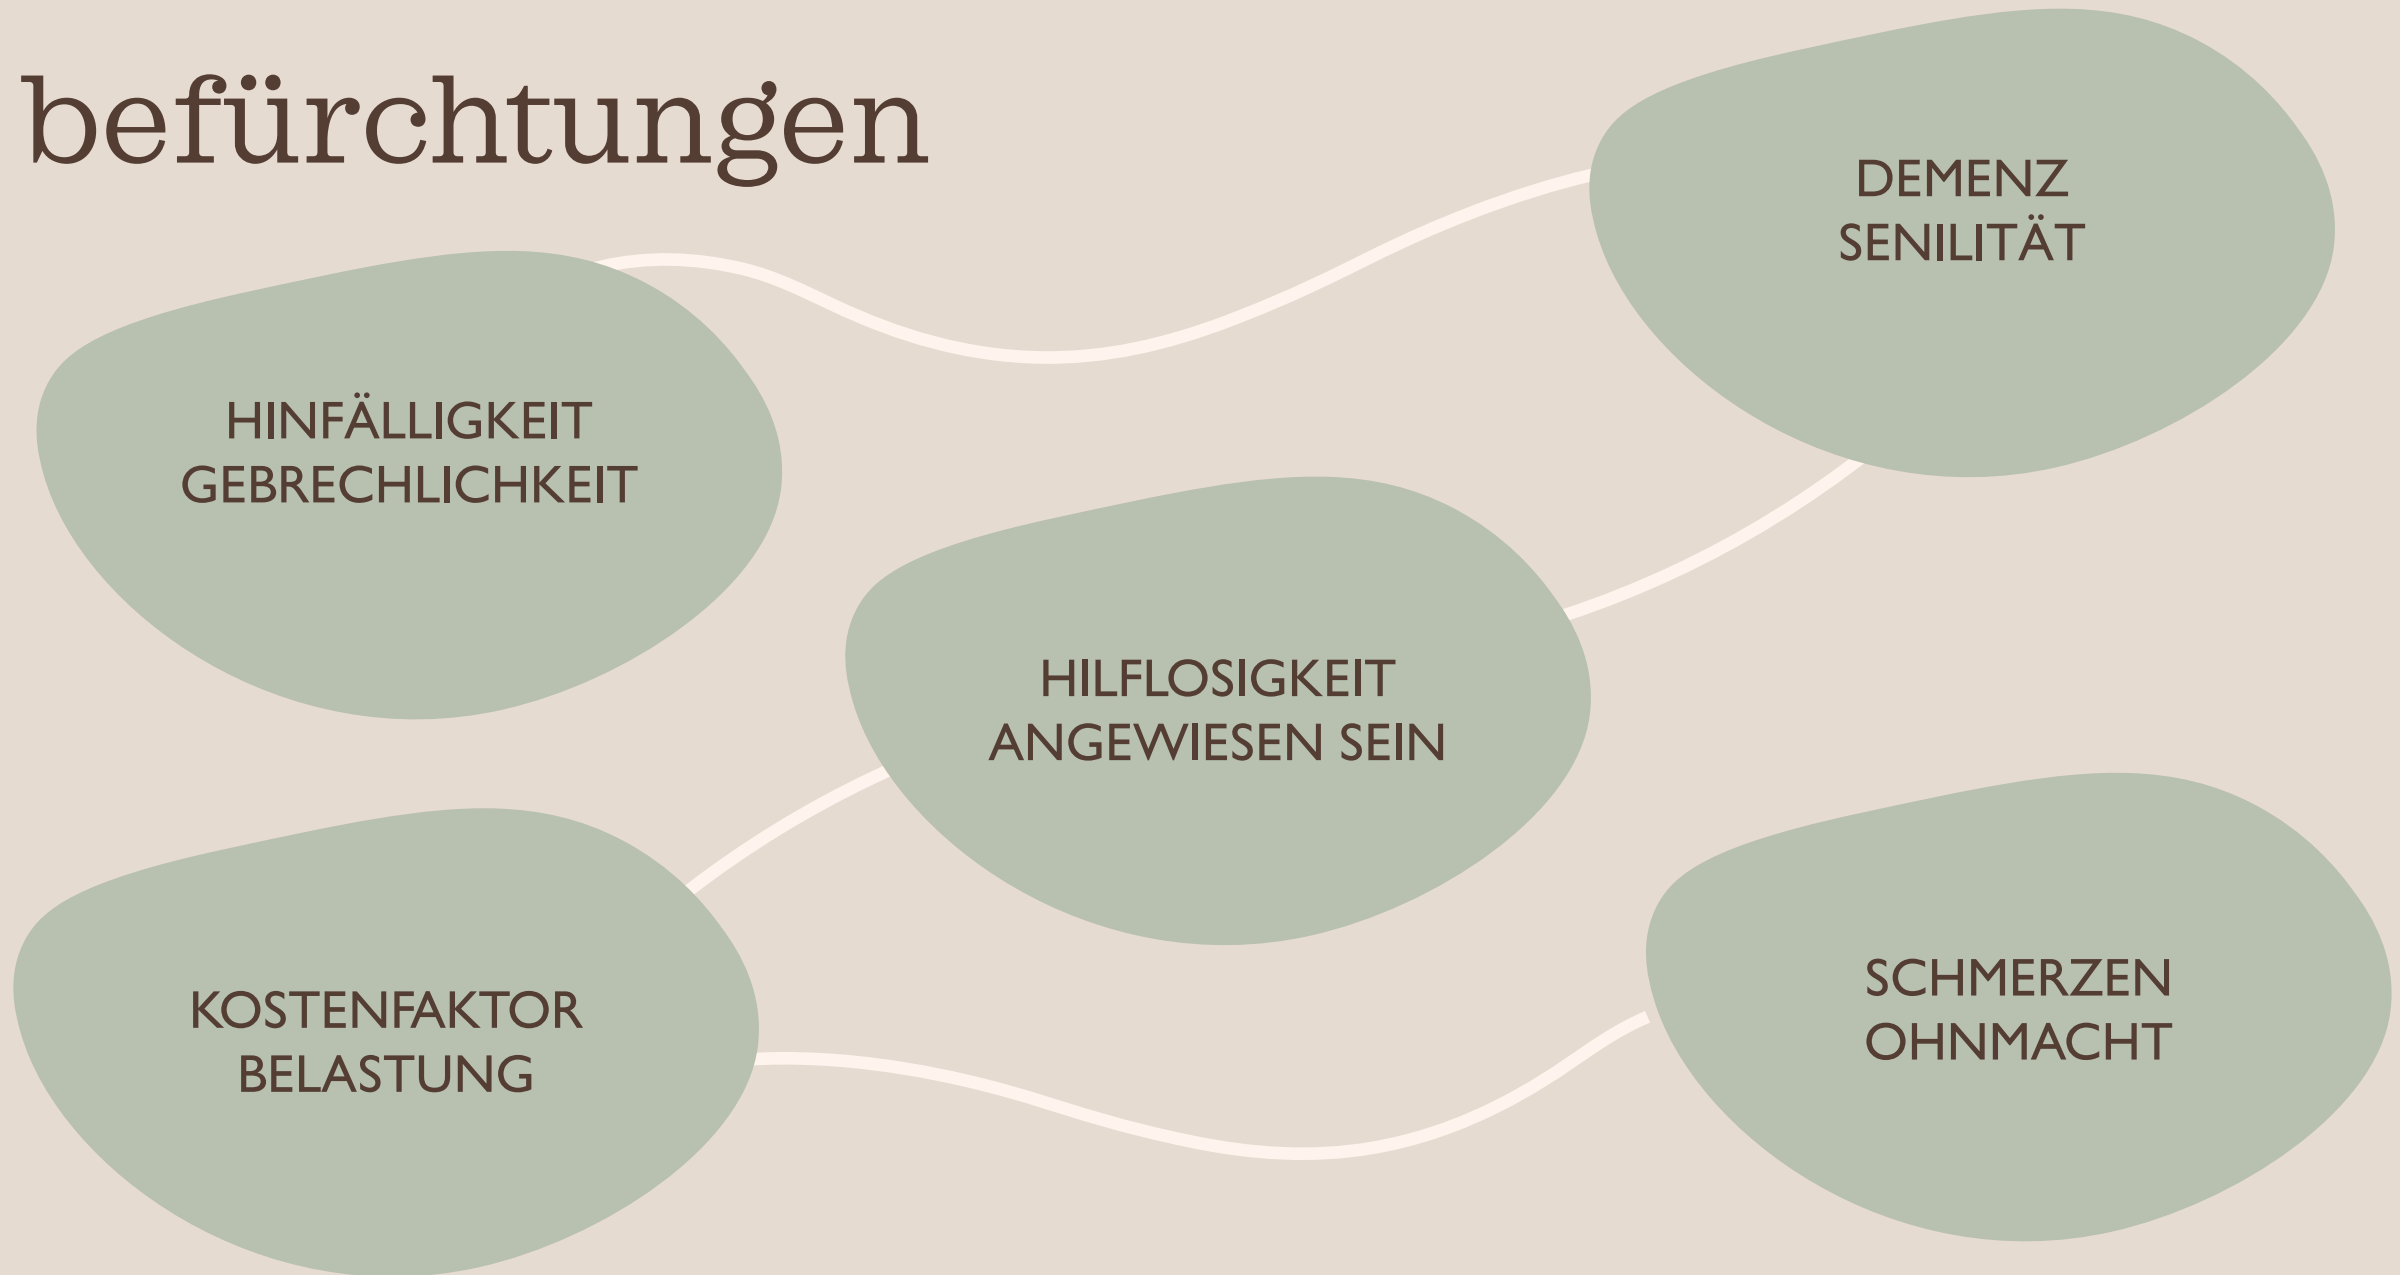 befürchtungen
HINFÄLLIGKEIT
GEBRECHLICHKEIT
DEMENZ
SENILITÄT
HILFLOSIGKEIT
ANGEWIESEN SEIN
KOSTENFAKTOR
BELASTUNG
SCHMERZEN
OHNMACHT